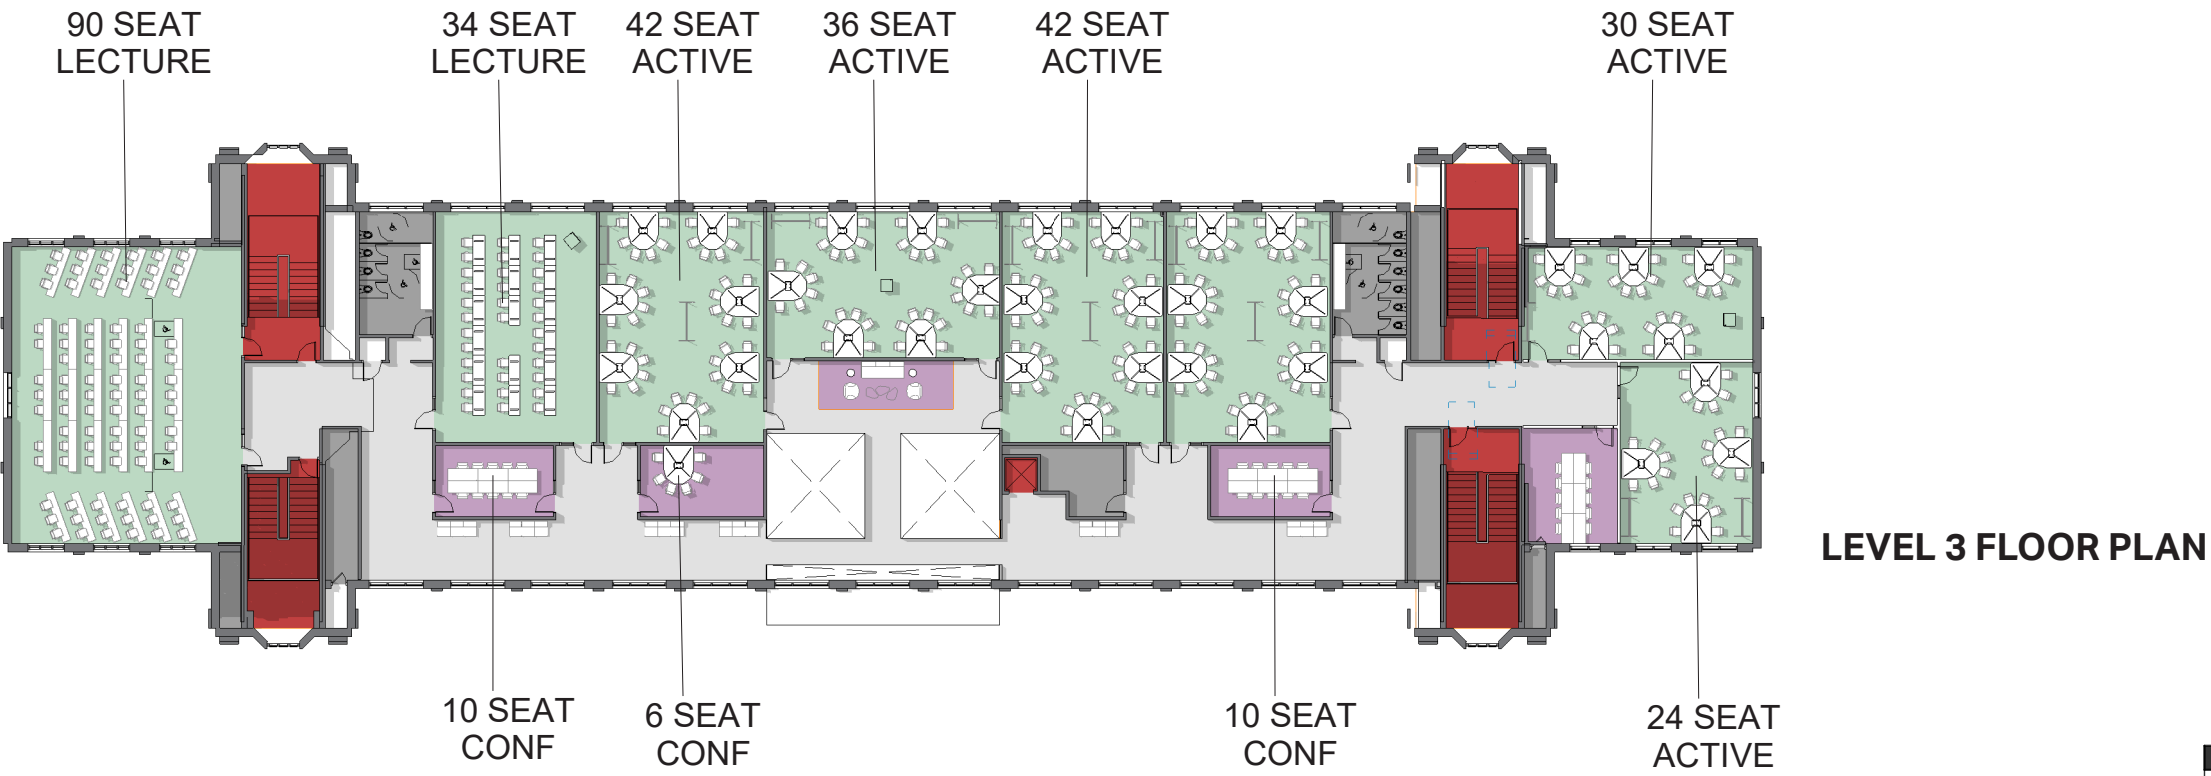 90 SEAT
LECTURE
34 SEAT
LECTURE
42 SEAT
ACTIVE
36 SEAT
ACTIVE
42 SEAT
ACTIVE
30 SEAT
ACTIVE
LEVEL 3 FLOOR PLAN
10 SEAT
CONF
6 SEAT
CONF
10 SEAT
CONF
24 SEAT
ACTIVE